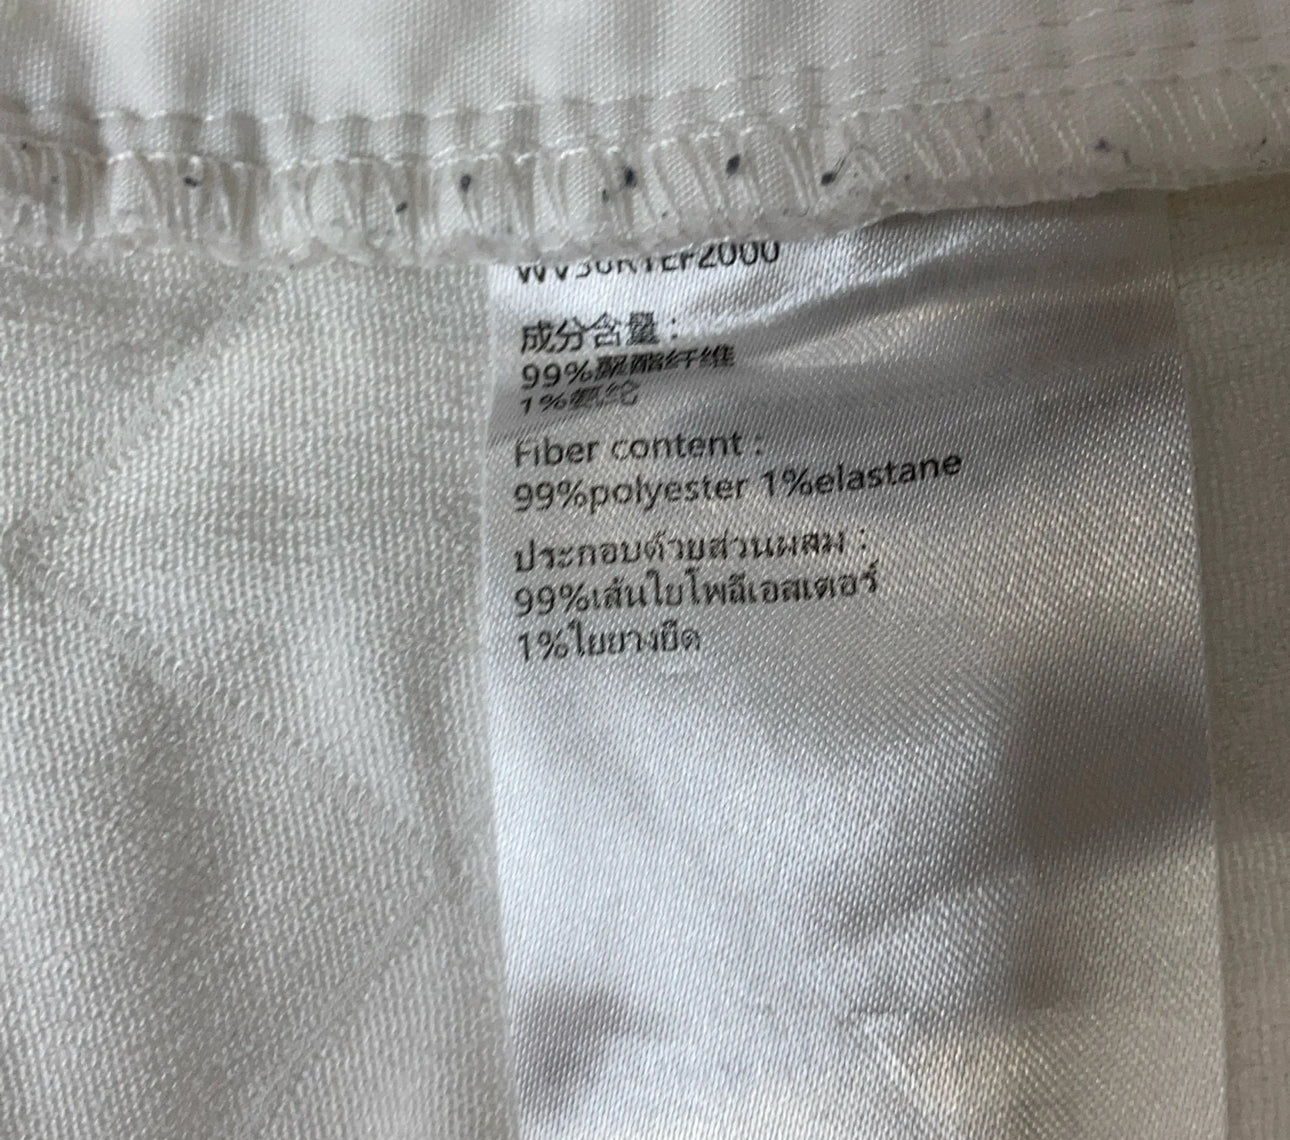 成分含量：
99%聚酯纤维
1%氨纶
Fiber content :
99%polyester 1%elastane
ประกอบด้วยส่วนผสม :
99%เส้นใยโพลีเอสเตอร์
1%ใยยางยืด